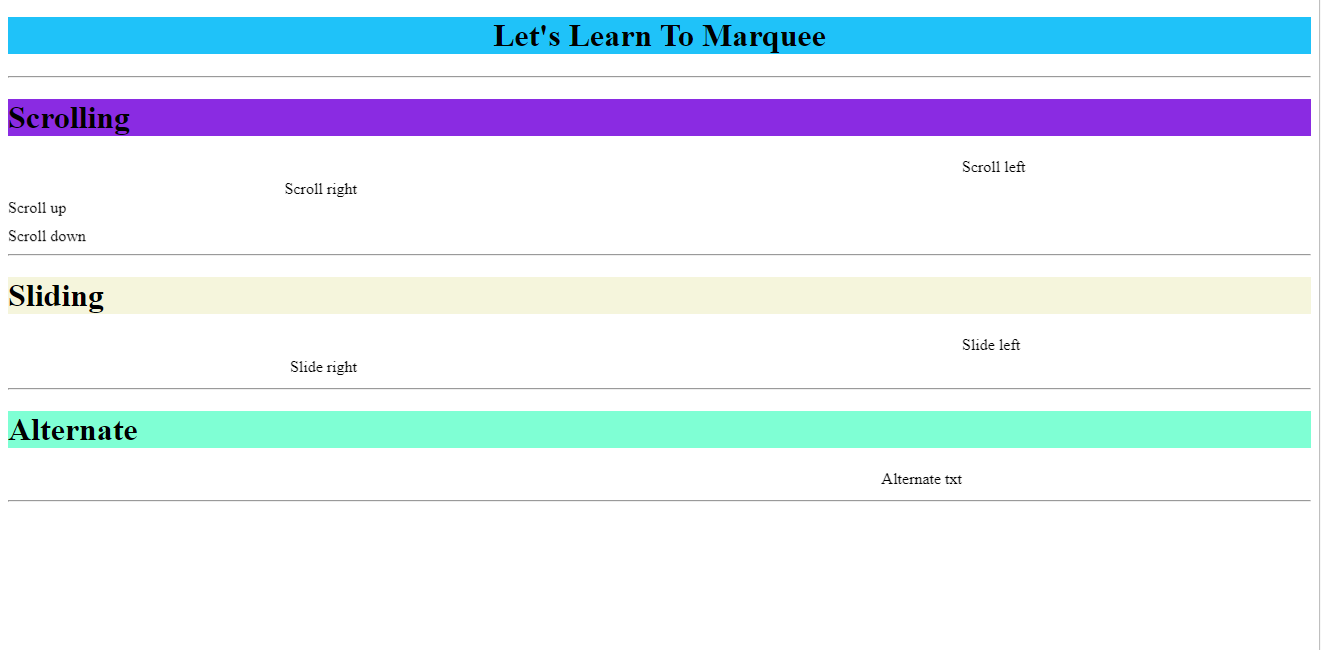 Let's Learn To Marquee
Scrolling
Scroll left
Scroll right
Scroll up
Scroll down
Sliding
Slide left
Slide right
Alternate
Alternate txt